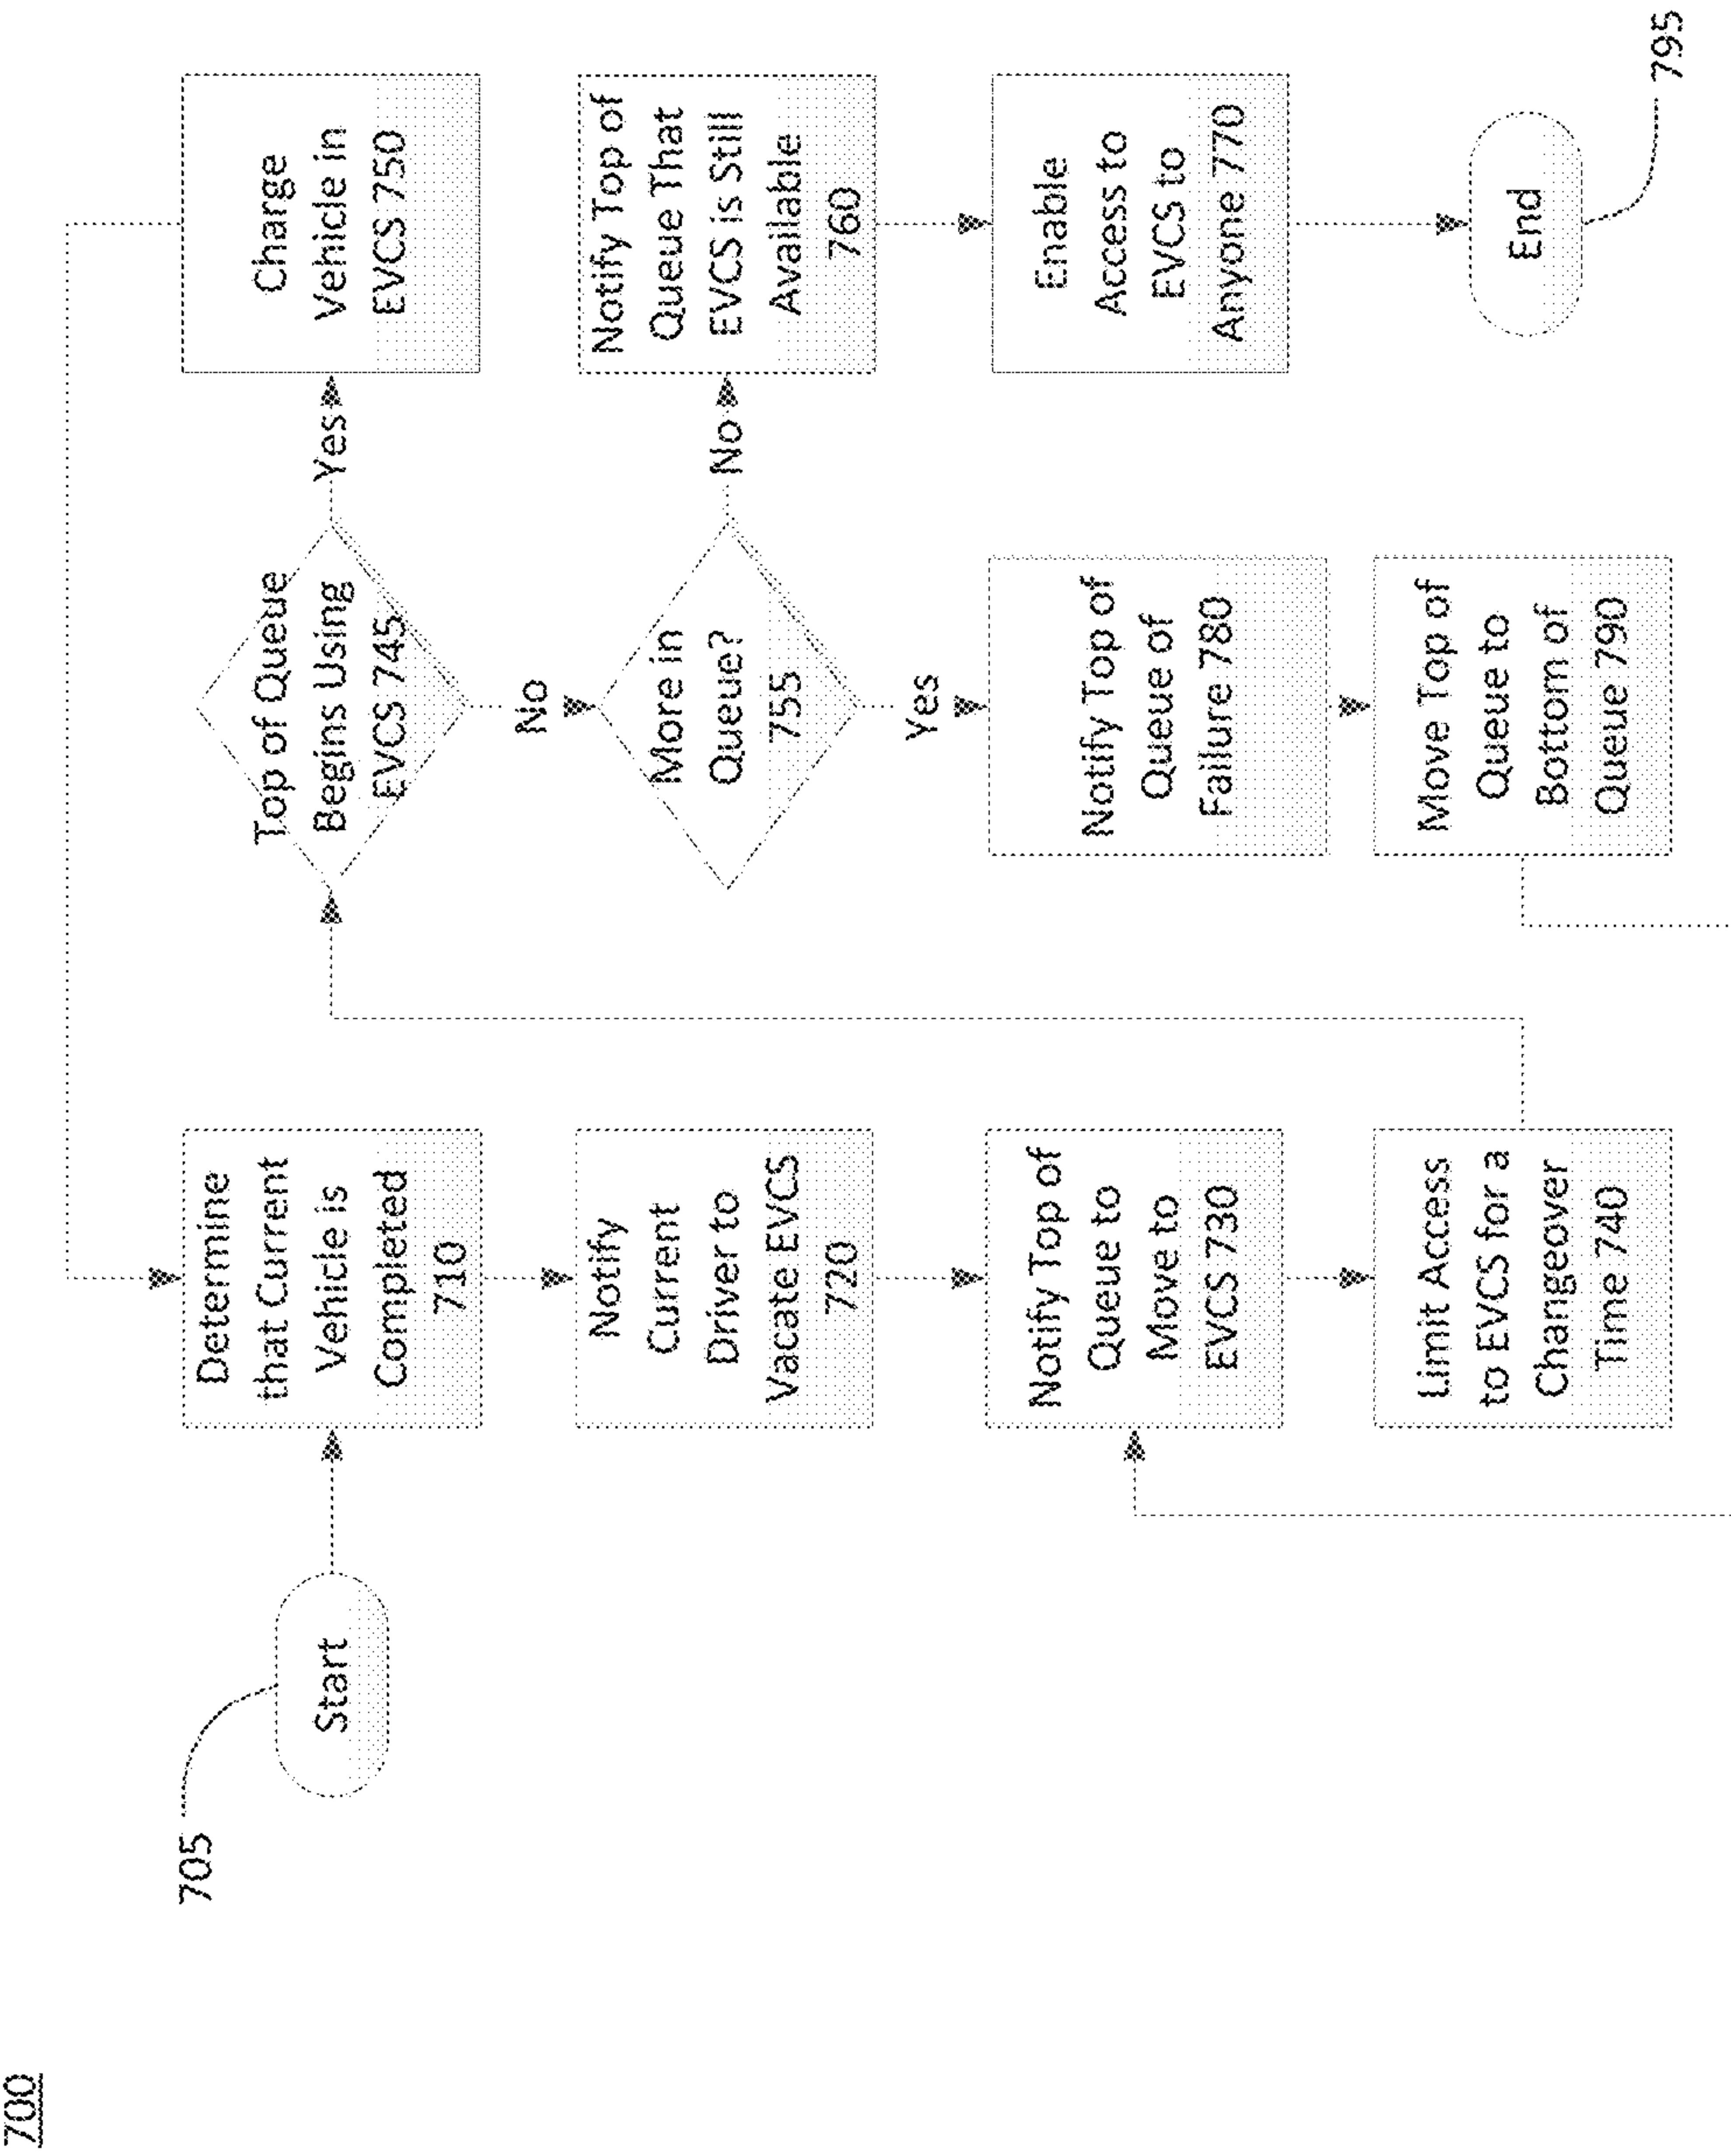 700
705
Start
Determine
that Current
Vehicle is
Completed
710
Notify
Current
Driver to
Vacate EVCS
720
Notify Top of
Queue to
Move to
EVCS 730
Limit Access
to EVCS for a
Changeover
Time 740
Top of Queue
Begins Using
EVCS 745
Yes
No
Charge
Vehicle in
EVCS 750
More in
Queue?
755
No
Yes
Notify Top of
Queue That
EVCS is Still
Available
760
Enable
Access to
EVCS to
Anyone 770
Notify Top of
Queue of
Failure 780
Move Top of
Queue to
Bottom of
Queue 790
End
795